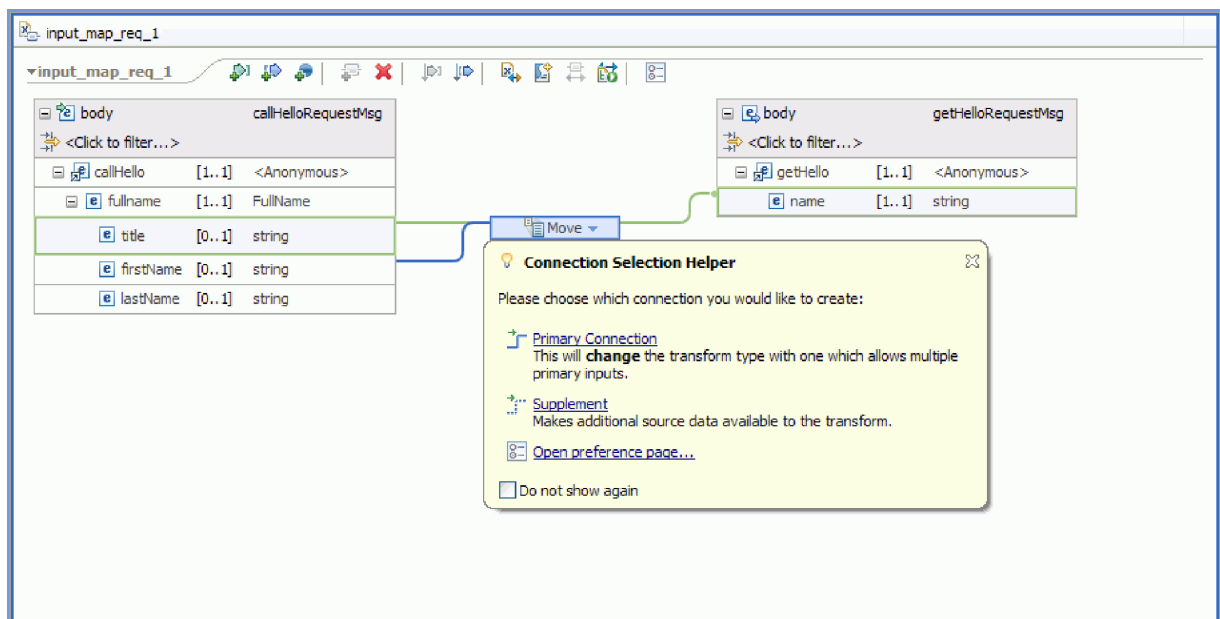 input_map_req_1
input_map_req_1
body callHelloRequestMsg
<Click to filter...>
callHello [1..1] <Anonymous>
fullname [1..1] FullName
title [0..1] string
firstName [0..1] string
lastName [0..1] string
Move
body getHelloRequestMsg
<Click to filter...>
getHello [1..1] <Anonymous>
name [1..1] string
Connection Selection Helper
Please choose which connection you would like to create:
Primary Connection
This will change the transform type with one which allows multiple
primary inputs.
Supplement
Makes additional source data available to the transform.
Open preference page...
Do not show again